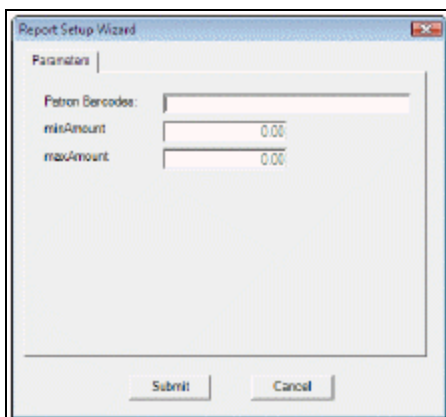 Report Setup Wizard
Parameters
Patron Barcodes:
minAmount 0.00
maxAmount 0.00
Submit Cancel